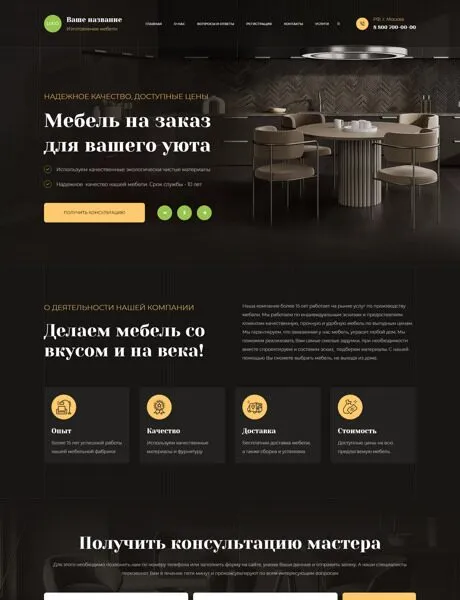 LOGO
Ваше название
Изготовление мебели
ГЛАВНАЯ О НАС ВОПРОСЫ И ОТВЕТЫ РЕГИСТРАЦИЯ КОНТАКТЫ УСЛУГИ
РФ, г. Москва
8 800 700-00-00
НАДЕЖНОЕ КАЧЕСТВО, ДОСТУПНЫЕ ЦЕНЫ
Мебель на заказ
для вашего уюта
Используем качественные экологически чистые материалы
Надежное качество нашей мебели. Срок службы - 10 лет
ПОЛУЧИТЬ КОНСУЛЬТАЦИЮ
О ДЕЯТЕЛЬНОСТИ НАШЕЙ КОМПАНИИ
Делаем мебель со
вкусом и на века!
Наша компания более 15 лет работает на рынке услуг по производству
мебели. Мы работаем по индивидуальным эскизам и предоставляем
клиентам качественную, прочную и удобную мебель по выгодным ценам.
Мы гарантируем, что заказанная у нас мебель, украсит любой дом. Мы
поможем реализовать Вам самые смелые задумки, при необходимости
вместе спроектируем и составим эскиз, подберем материалы. С нашей
помощью Вы сможете выбрать мебель, не выходя из дома.
Опыт
Более 15 лет успешной работы
нашей мебельной фабрики
Качество
Используем качественные
материалы и фурнитуру
Доставка
Бесплатная доставка мебели,
а также сборка и установка
Стоимость
Доступные цены на всю
предлагаемую мебель
Получить консультацию мастера
Для этого необходимо позвонить нам по номеру телефона или заполнить форму на сайте, указав Ваши данные и отправить заявку. А наши специалисты
перезвонят Вам в течение пяти минут и проконсультируют по всем интересующим вопросам.